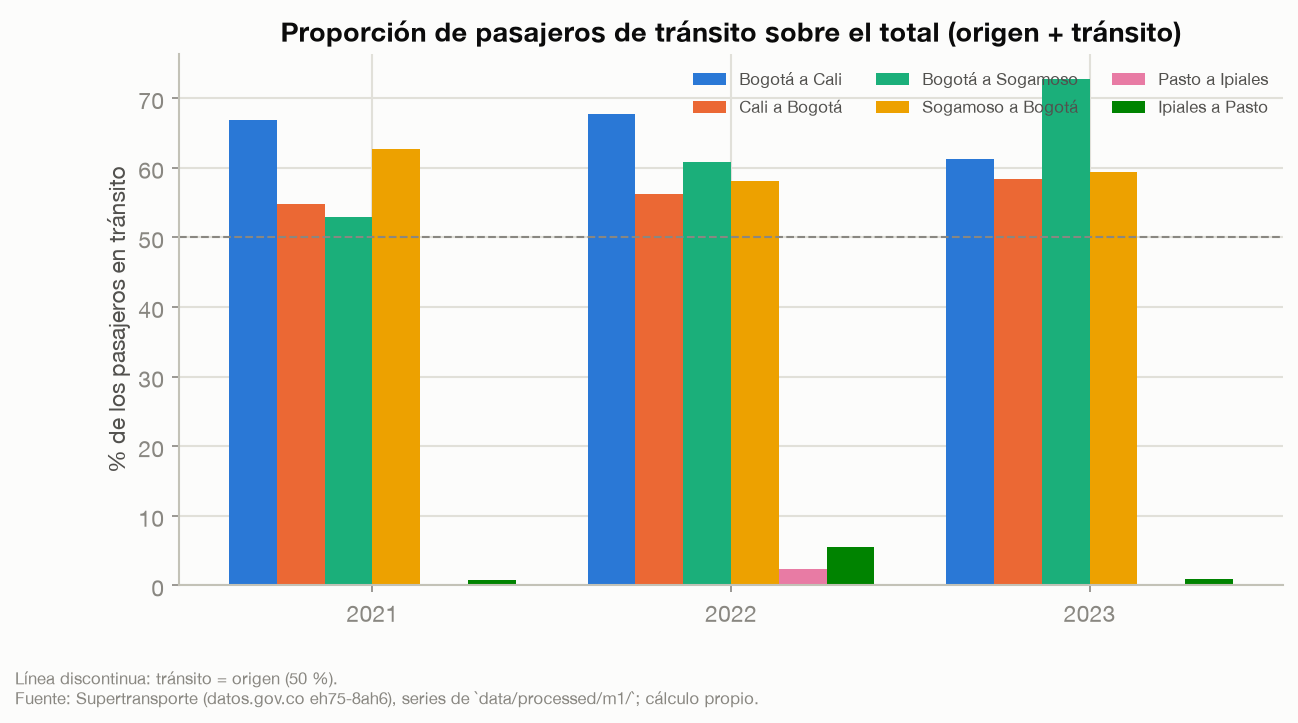 Proporción de pasajeros de tránsito sobre el total (origen + tránsito)
Bogotá a Cali
Bogotá a Sogamoso
Pasto a Ipiales
Cali a Bogotá
Sogamoso a Bogotá
Ipiales a Pasto
% de los pasajeros en tránsito
70
60
50
40
30
20
10
0
2021
2022
2023
Línea discontinua: tránsito = origen (50 %).
Fuente: Supertransporte (datos.gov.co eh75-8ah6), series de `data/processed/m1/`; cálculo propio.